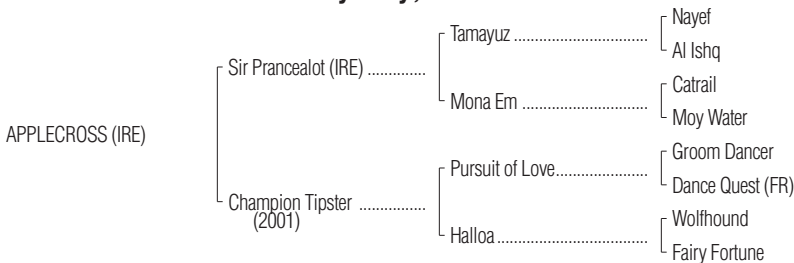 APPLECROSS (IRE)
Sir Prancealot (IRE) ..............
Tamayuz ..................................
Nayef
Al Ishq
Mona Em ................................
Catrail
Moy Water
Champion Tipster ................
(2001)
Pursuit of Love.......................
Groom Dancer
Dance Quest (FR)
Halloa ......................................
Wolfhound
Fairy Fortune